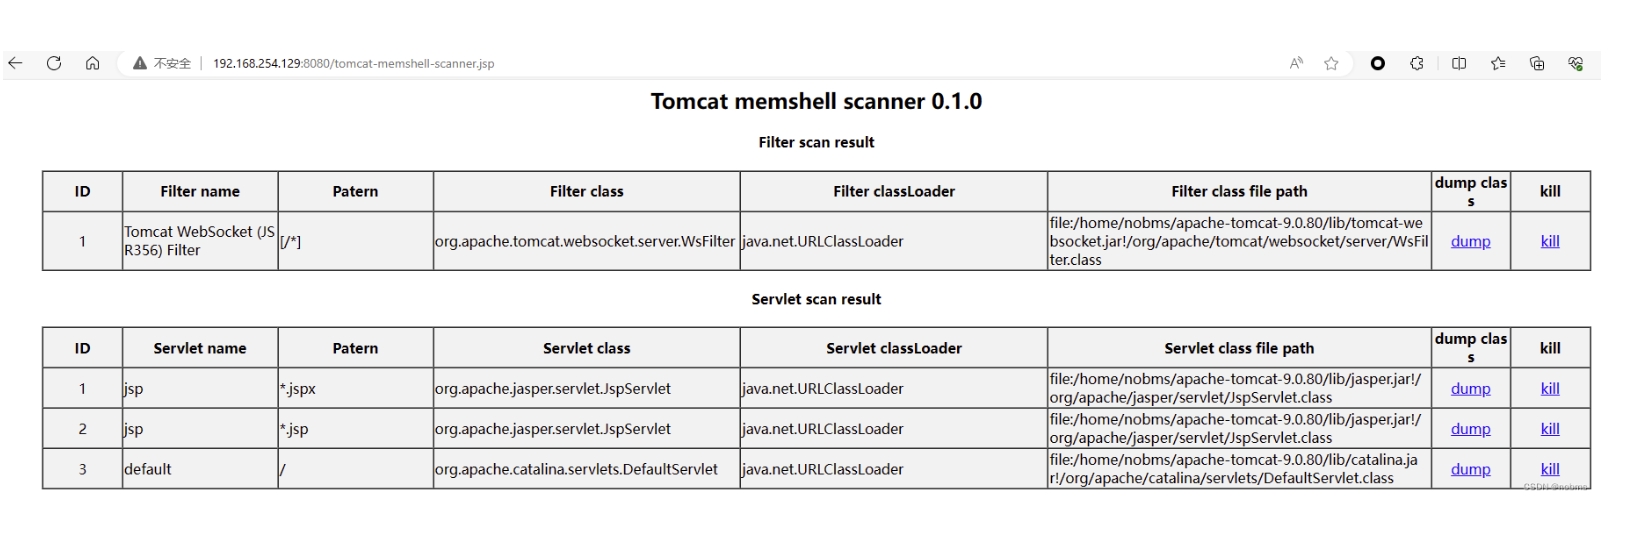 不安全 | 192.168.254.129:8080/tomcat-memshell-scanner.jsp
Tomcat memshell scanner 0.1.0
Filter scan result
ID Filter name Patern Filter class Filter classLoader Filter class file path dump clas
s kill
1 Tomcat WebSocket (JS
R356) Filter [/*] org.apache.tomcat.websocket.server.WsFilter java.net.URLClassLoader file:/home/nobms/apache-tomcat-9.0.80/lib/tomcat-we
bsocket.jar!/org/apache/tomcat/websocket/server/WsFil
ter.class dump kill
Servlet scan result
ID Servlet name Patern Servlet class Servlet classLoader Servlet class file path dump clas
s kill
1 jsp *.jspx org.apache.jasper.servlet.JspServlet java.net.URLClassLoader file:/home/nobms/apache-tomcat-9.0.80/lib/jasper.jar!/
org/apache/jasper/servlet/JspServlet.class dump kill
2 jsp *.jsp org.apache.jasper.servlet.JspServlet java.net.URLClassLoader file:/home/nobms/apache-tomcat-9.0.80/lib/jasper.jar!/
org/apache/jasper/servlet/JspServlet.class dump kill
3 default / org.apache.catalina.servlets.DefaultServlet java.net.URLClassLoader file:/home/nobms/apache-tomcat-9.0.80/lib/catalina.ja
r!/org/apache/catalina/servlets/DefaultServlet.class dump kill
CSDN @nobms